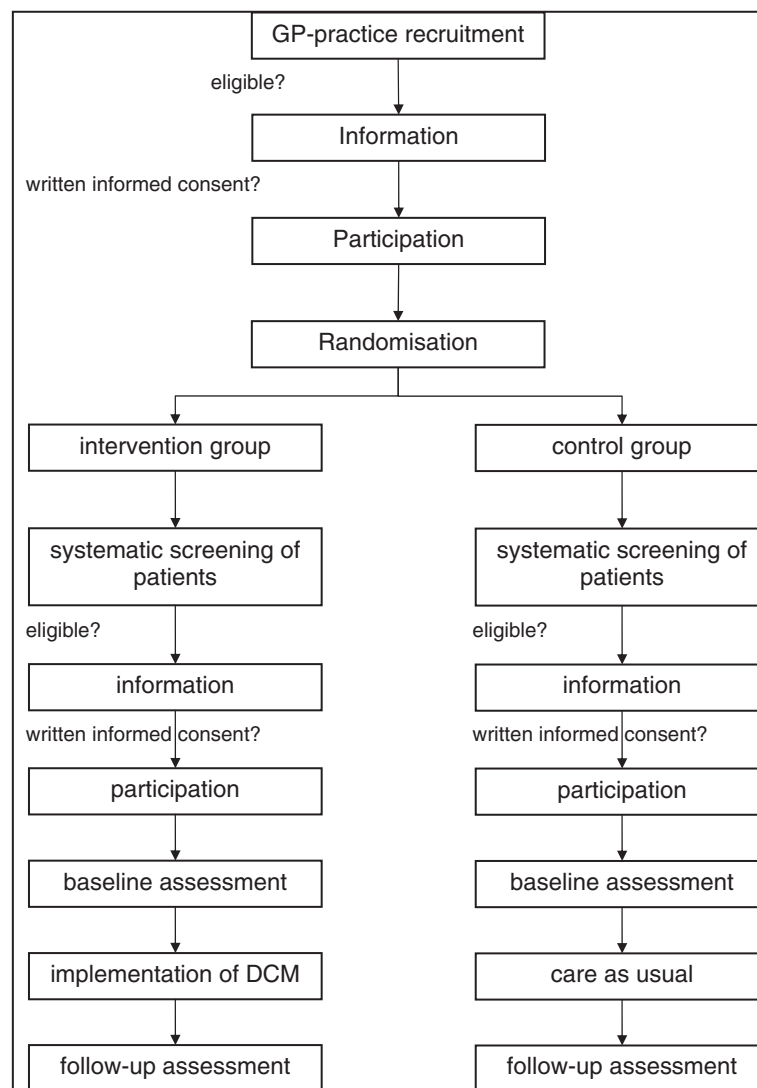 GP-practice recruitment
eligible?
Information
written informed consent?
Participation
Randomisation
intervention group
control group
systematic screening of
patients
systematic screening of
patients
eligible?
eligible?
information
information
written informed consent?
written informed consent?
participation
participation
baseline assessment
baseline assessment
implementation of DCM
care as usual
follow-up assessment
follow-up assessment